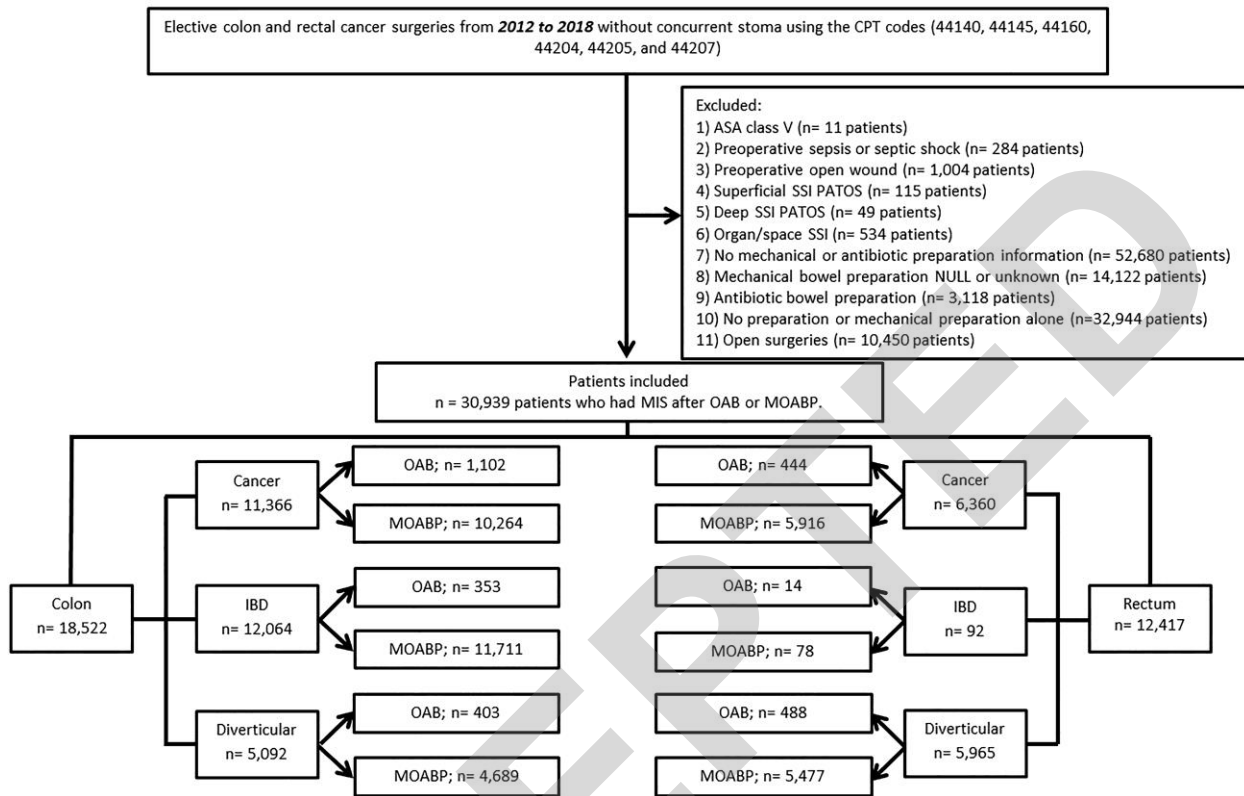 Elective colon and rectal cancer surgeries from 2012 to 2018 without concurrent stoma using the CPT codes (44140, 44145, 44160,
44204, 44205, and 44207)
Excluded:
1) ASA class V (n= 11 patients)
2) Preoperative sepsis or septic shock (n= 284 patients)
3) Preoperative open wound (n= 1,004 patients)
4) Superficial SSI PATOS (n= 115 patients)
5) Deep SSI PATOS (n= 49 patients)
6) Organ/space SSI (n= 534 patients)
7) No mechanical or antibiotic preparation information (n= 52,680 patients)
8) Mechanical bowel preparation NULL or unknown (n= 14,122 patients)
9) Antibiotic bowel preparation (n= 3,118 patients)
10) No preparation or mechanical preparation alone (n=32,944 patients)
11) Open surgeries (n= 10,450 patients)
Patients included
n = 30,939 patients who had MIS after OAB or MOABP.
Colon
n= 18,522
Cancer
n= 11,366
OAB; n= 1,102
MOABP; n= 10,264
IBD
n= 12,064
OAB; n= 353
MOABP; n= 11,711
Diverticular
n= 5,092
OAB; n= 403
MOABP; n= 4,689
OAB; n= 444
MOABP; n= 5,916
Cancer
n= 6,360
OAB; n= 14
MOABP; n= 78
IBD
n= 92
OAB; n= 488
MOABP; n= 5,477
Diverticular
n= 5,965
Rectum
n= 12,417
EPTED